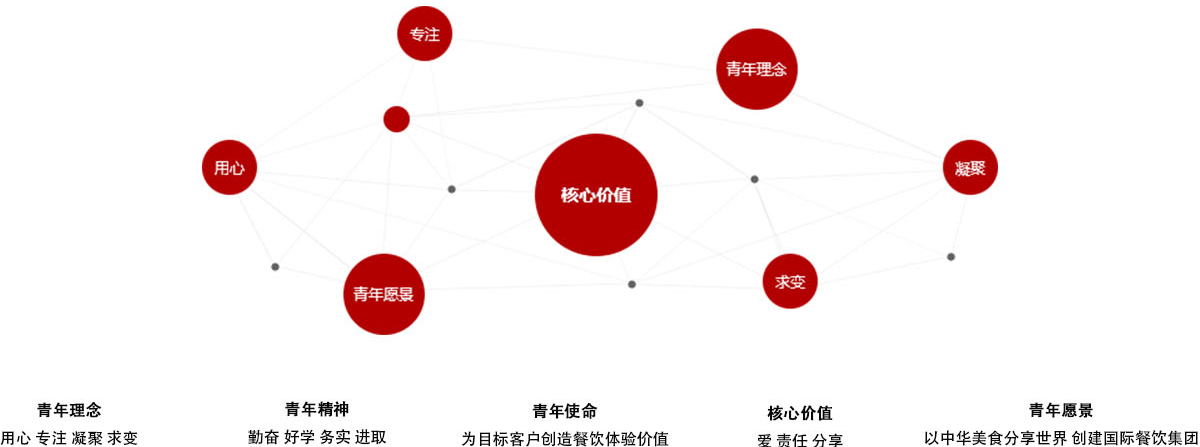 专注
青年理念
用心
核心价值
凝聚
青年愿景
求变
青年理念
用心 专注 凝聚 求变
青年精神
勤奋 好学 务实 进取
青年使命
为目标客户创造餐饮体验价值
核心价值
爱 责任 分享
青年愿景
以中华美食分享世界 创建国际餐饮集团